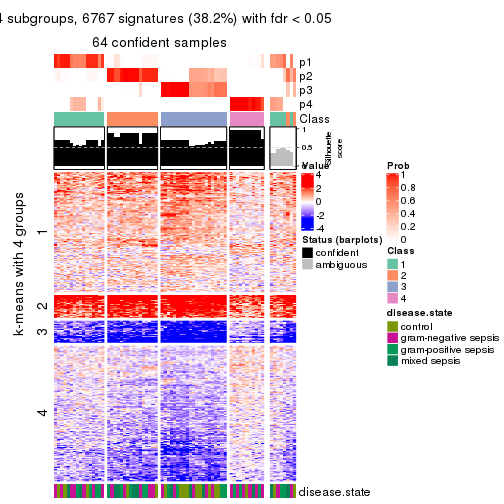 4 subgroups, 6767 signatures (38.2%) with fdr < 0.05
64 confident samples
p1
p2
p3
p4
Class
1
0.5
0
Silhouette
score
k-means with 4 groups
1
2
3
4
disease.state
Value
4
2
0
-2
-4
Status (barplots)
confident
ambiguous
Prob
1
0.8
0.6
0.4
0.2
0
Class
1
2
3
4
disease.state
control
gram-negative sepsis
gram-positive sepsis
mixed sepsis